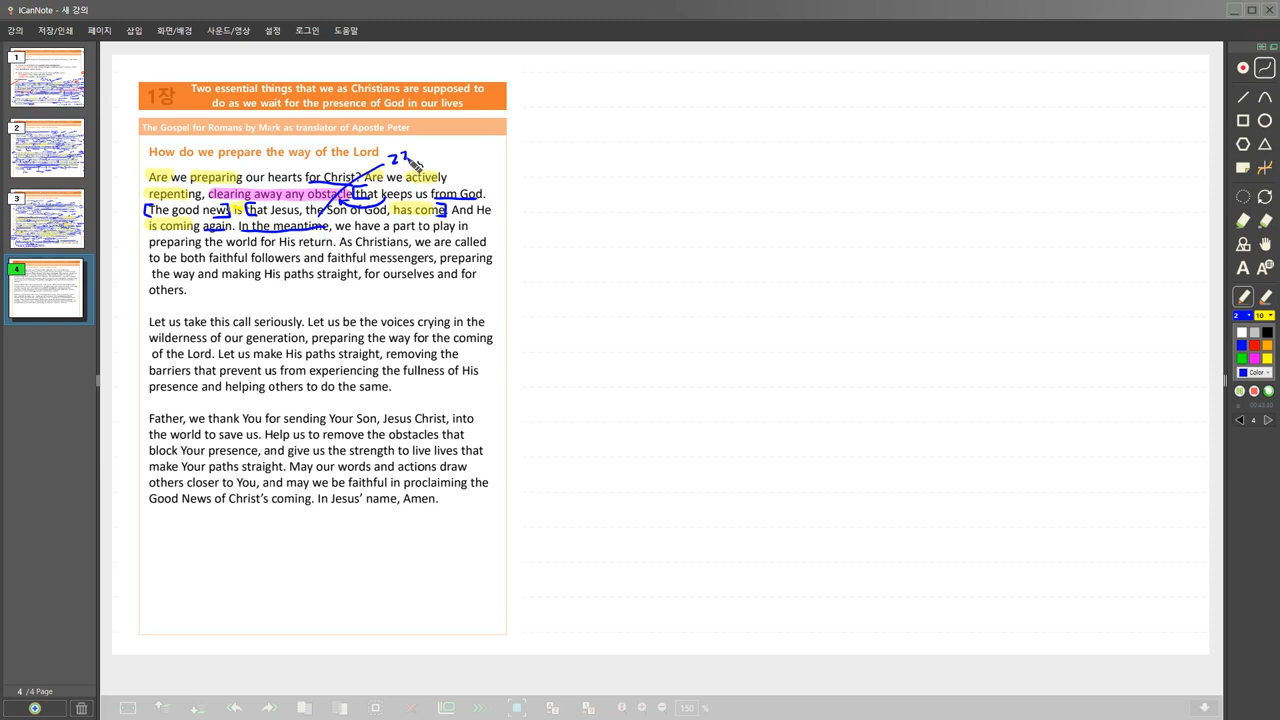 ICanNote - 새 강의
강의 저장/인쇄 페이지 삽입 화면/배경 사운드/영상 설정 로그인 도움말
1
2
3
4
1장 Two essential things that we as Christians are supposed to
do as we wait for the presence of God in our lives
The Gospel for Romans by Mark as translator of Apostle Peter
How do we prepare the way of the Lord
Are we preparing our hearts for Christ? Are we actively
repenting, clearing away any obstacle that keeps us from God.
The good news is that Jesus, the Son of God, has come. And He
is coming again. In the meantime, we have a part to play in
preparing the world for His return. As Christians, we are called
to be both faithful followers and faithful messengers, preparing
the way and making His paths straight, for ourselves and for
others.
Let us take this call seriously. Let us be the voices crying in the
wilderness of our generation, preparing the way for the coming
of the Lord. Let us make His paths straight, removing the
barriers that prevent us from experiencing the fullness of His
presence and helping others to do the same.
Father, we thank You for sending Your Son, Jesus Christ, into
the world to save us. Help us to remove the obstacles that
block Your presence, and give us the strength to live lives that
make Your paths straight. May our words and actions draw
others closer to You, and may we be faithful in proclaiming the
Good News of Christ's coming. In Jesus' name, Amen.
2 10
Color
4
4 /4 Page
150 %